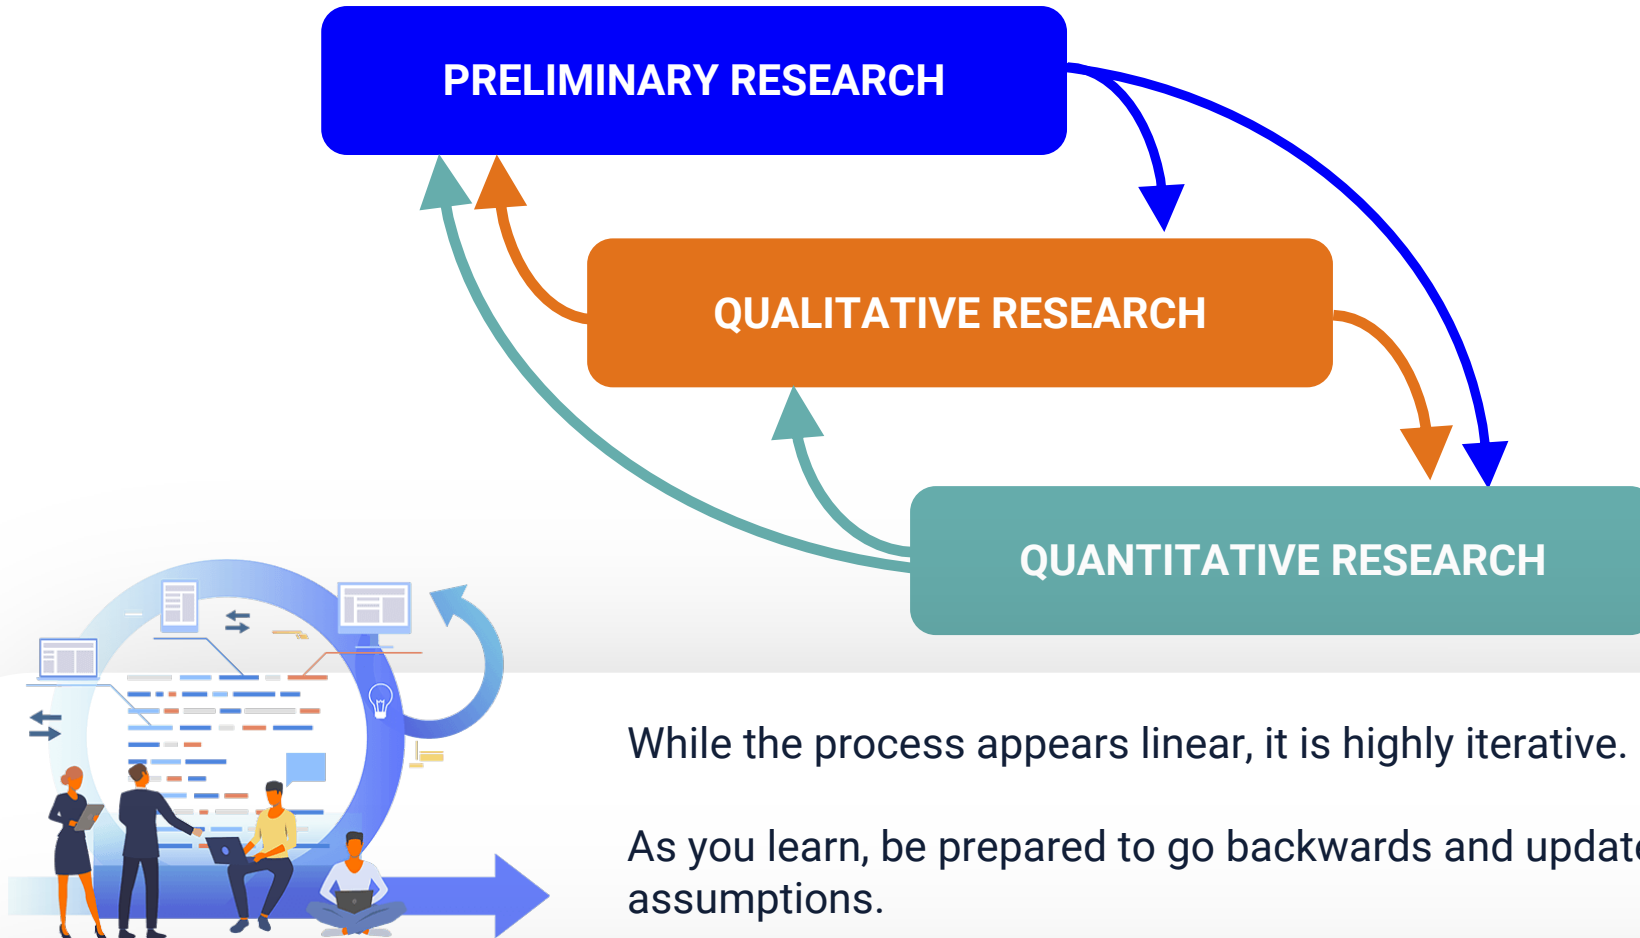 PRELIMINARY RESEARCH
QUALITATIVE RESEARCH
QUANTITATIVE RESEARCH
While the process appears linear, it is highly iterative.
As you learn, be prepared to go backwards and update
assumptions.